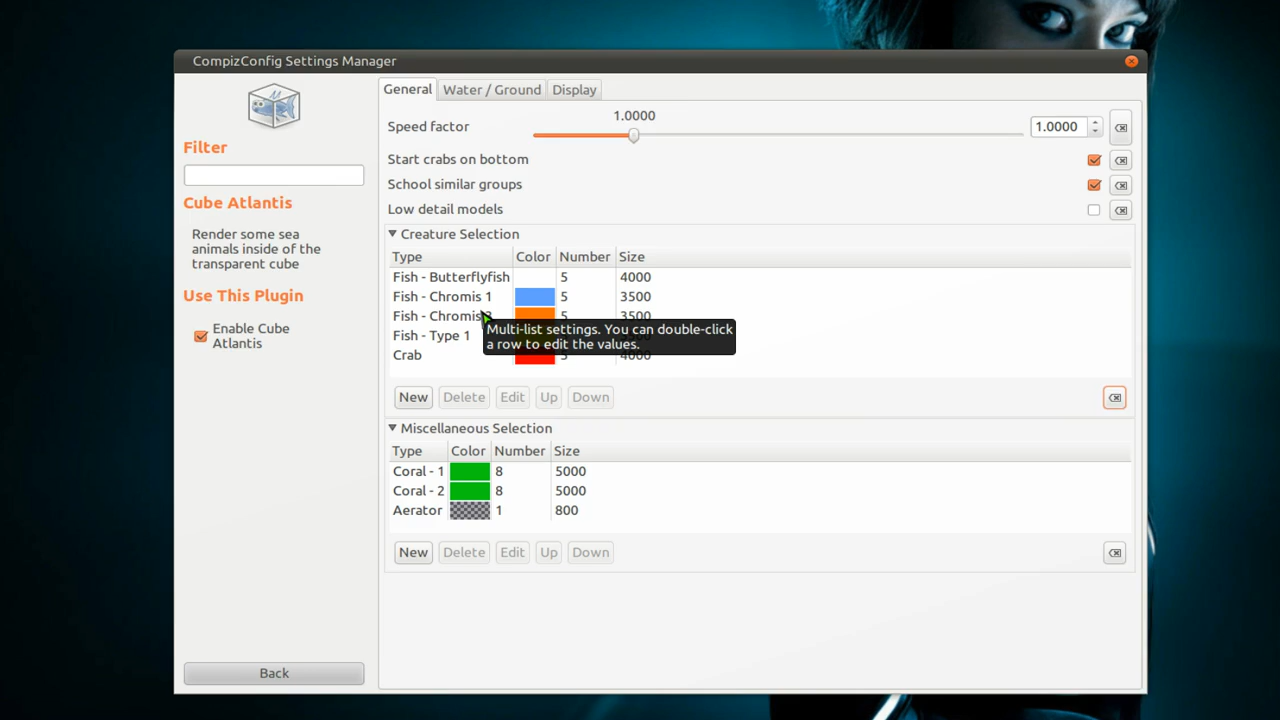 CompizConfig Settings Manager
Filter
Cube Atlantis
Render some sea
animals inside of the
transparent cube
Use This Plugin
Enable Cube
Atlantis
Back
General Water / Ground Display
1.0000
Speed factor 1.0000
Start crabs on bottom
School similar groups
Low detail models
Creature Selection
Type Color Number Size
Fish - Butterflyfish 5 4000
Fish - Chromis 1 5 3500
Fish - Chromis 5 3500
Fish - Type 1
Crab 5 4000
Multi-list settings. You can double-click
a row to edit the values.
New Delete Edit Up Down
Miscellaneous Selection
Type Color Number Size
Coral - 1 8 5000
Coral - 2 8 5000
Aerator 1 800
New Delete Edit Up Down